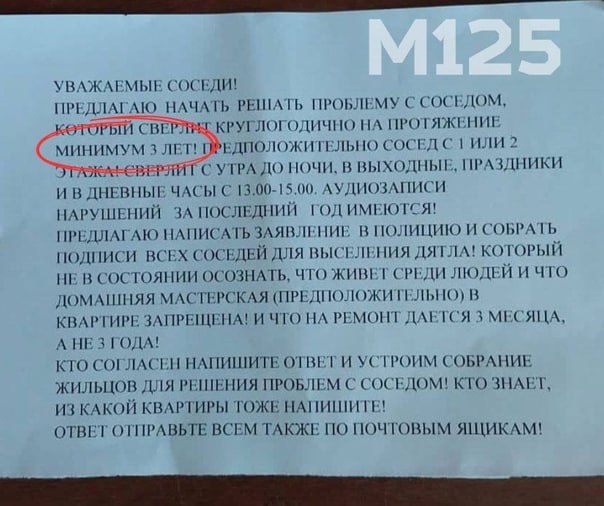 M125
УВАЖАЕМЫЕ СОСЕДИ!
ПРЕДЛАГАЮ НАЧАТЬ РЕШАТЬ ПРОБЛЕМУ С СОСЕДОМ,
КОТОРЫЙ СВЕРЛИТ КРУГЛОГОДИЧНО НА ПРОТЯЖЕНИЕ
МИНИМУМ 3 ЛЕТ! ПРЕДПОЛОЖИТЕЛЬНО СОСЕД С 1 ИЛИ 2
ЭТАЖА! СВЕРЛИТ С УТРА ДО НОЧИ, В ВЫХОДНЫЕ, ПРАЗДНИКИ
И В ДНЕВНЫЕ ЧАСЫ С 13.00-15.00. АУДИОЗАПИСИ
НАРУШЕНИЙ ЗА ПОСЛЕДНИЙ ГОД ИМЕЮТСЯ!
ПРЕДЛАГАЮ НАПИСАТЬ ЗАЯВЛЕНИЕ В ПОЛИЦИЮ И СОБРАТЬ
ПОДПИСИ ВСЕХ СОСЕДЕЙ ДЛЯ ВЫСЕЛЕНИЯ ДЯТЛА! КОТОРЫЙ
НЕ В СОСТОЯНИИ ОСОЗНАТЬ, ЧТО ЖИВЕТ СРЕДИ ЛЮДЕЙ И ЧТО
ДОМАШНЯЯ МАСТЕРСКАЯ (ПРЕДПОЛОЖИТЕЛЬНО) В
КВАРТИРЕ ЗАПРЕЩЕНА! И ЧТО НА РЕМОНТ ДАЕТСЯ 3 МЕСЯЦА,
А НЕ 3 ГОДА!
КТО СОГЛАСЕН НАПИШИТЕ ОТВЕТ И УСТРОИМ СОБРАНИЕ
ЖИЛЬЦОВ ДЛЯ РЕШЕНИЯ ПРОБЛЕМ С СОСЕДОМ! КТО ЗНАЕТ,
ИЗ КАКОЙ КВАРТИРЫ ТОЖЕ НАПИШИТЕ!
ОТВЕТ ОТПРАВЬТЕ ВСЕМ ТАКЖЕ ПО ПОЧТОВЫМ ЯЩИКАМ!